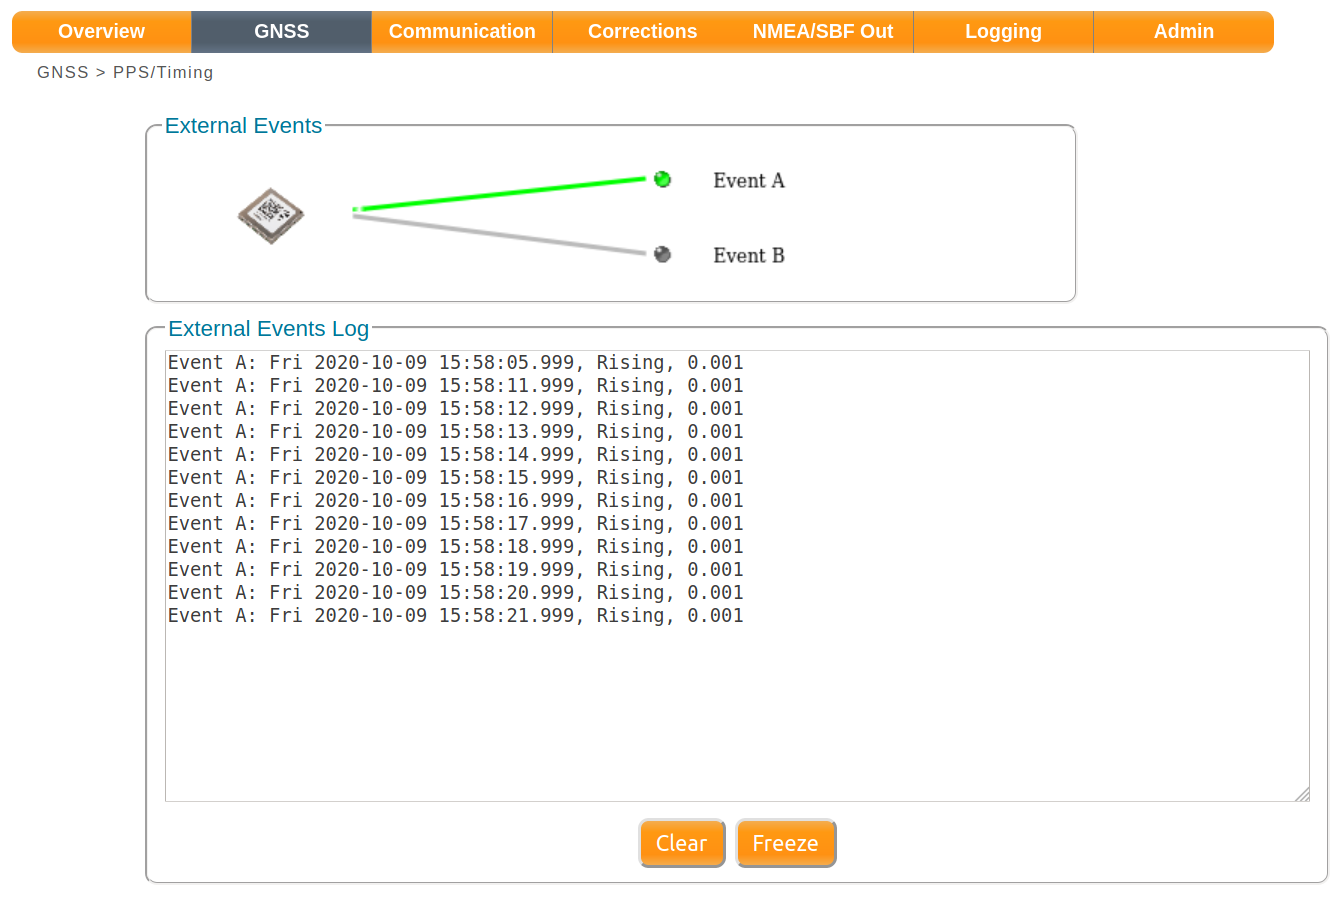 Overview GNSS Communication Corrections NMEA/SBF Out Logging Admin
GNSS > PPS/Timing
External Events
Event A
Event B
External Events Log
Event A: Fri 2020-10-09 15:58:05.999, Rising, 0.001
Event A: Fri 2020-10-09 15:58:11.999, Rising, 0.001
Event A: Fri 2020-10-09 15:58:12.999, Rising, 0.001
Event A: Fri 2020-10-09 15:58:13.999, Rising, 0.001
Event A: Fri 2020-10-09 15:58:14.999, Rising, 0.001
Event A: Fri 2020-10-09 15:58:15.999, Rising, 0.001
Event A: Fri 2020-10-09 15:58:16.999, Rising, 0.001
Event A: Fri 2020-10-09 15:58:17.999, Rising, 0.001
Event A: Fri 2020-10-09 15:58:18.999, Rising, 0.001
Event A: Fri 2020-10-09 15:58:19.999, Rising, 0.001
Event A: Fri 2020-10-09 15:58:20.999, Rising, 0.001
Event A: Fri 2020-10-09 15:58:21.999, Rising, 0.001
Clear Freeze